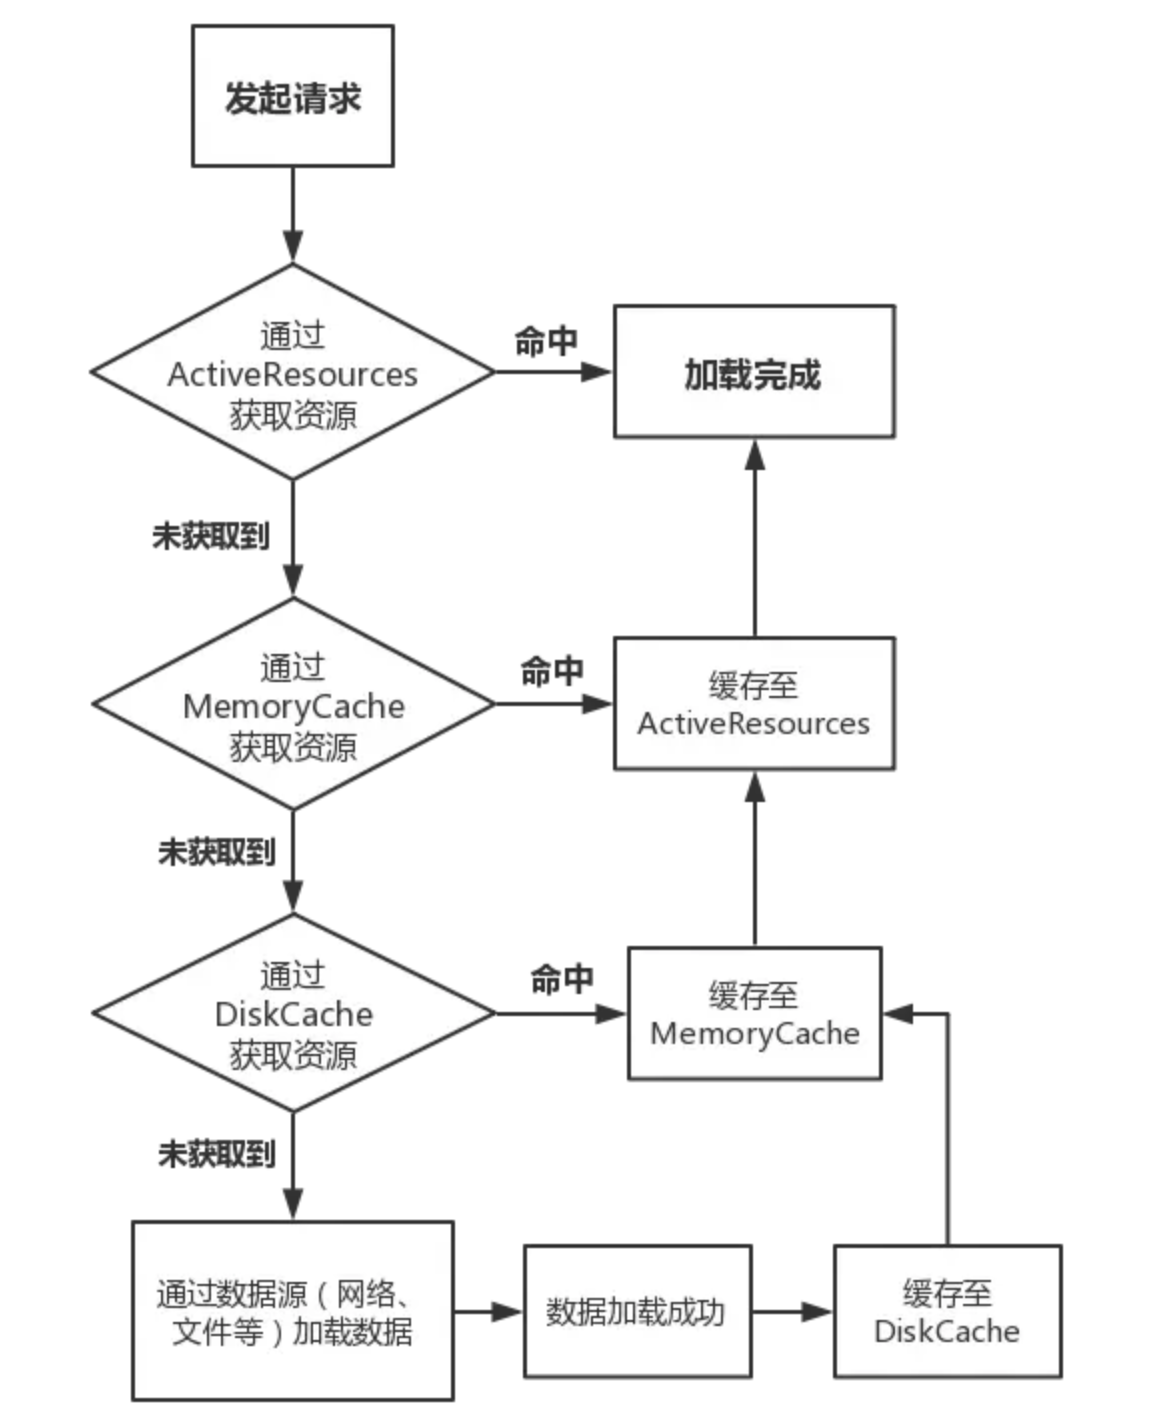 发起请求
通过
ActiveResources
获取资源
命中
加载完成
未获取到
通过
MemoryCache
获取资源
命中
缓存至
ActiveResources
未获取到
通过
DiskCache
获取资源
命中
缓存至
MemoryCache
未获取到
通过数据源（网络、
文件等）加载数据
数据加载成功
缓存至
DiskCache